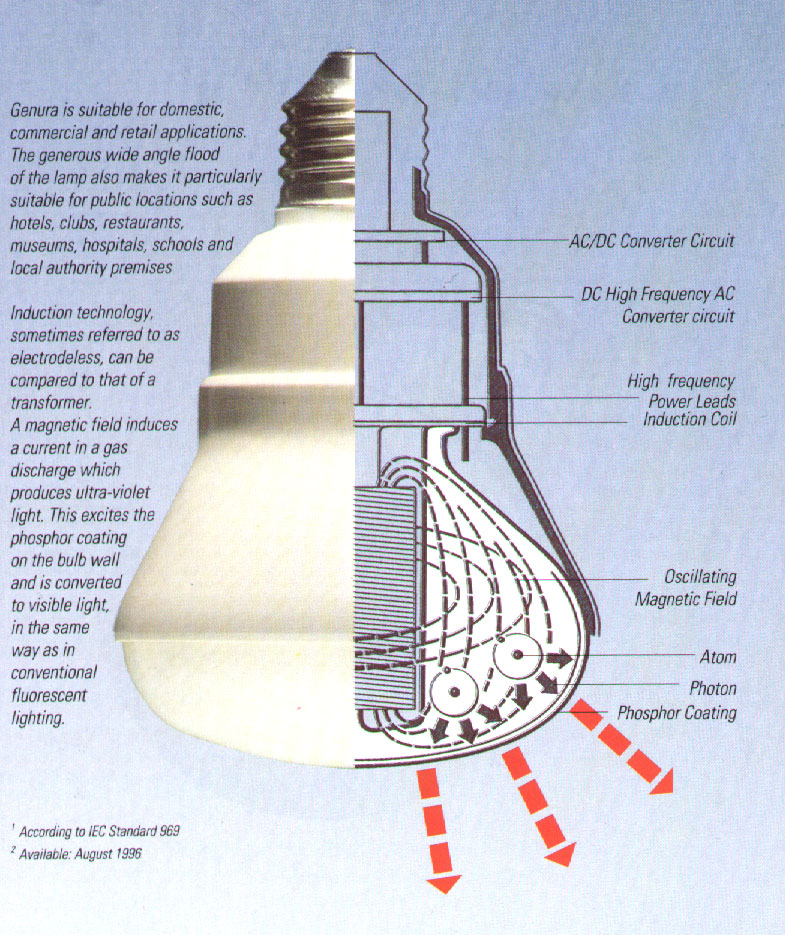 Genura is suitable for domestic,
commercial and retail applications.
The generous wide angle flood
of the lamp also makes it particularly
suitable for public locations such as
hotels, clubs, restaurants,
museums, hospitals, schools and
local authority premises
Induction technology,
sometimes referred to as
electrodeless, can be
compared to that of a
transformer.
A magnetic field induces
a current in a gas
discharge which
produces ultra-violet
light. This excites the
phosphor coating
on the bulb wall
and is converted
to visible light,
in the same
way as in
conventional
fluorescent
lighting.
AC/DC Converter Circuit
DC High Frequency AC
Converter circuit
High frequency
Power Leads
Induction Coil
Oscillating
Magnetic Field
Atom
Photon
Phosphor Coating
1 According to IEC Standard 969
2 Available: August 1996